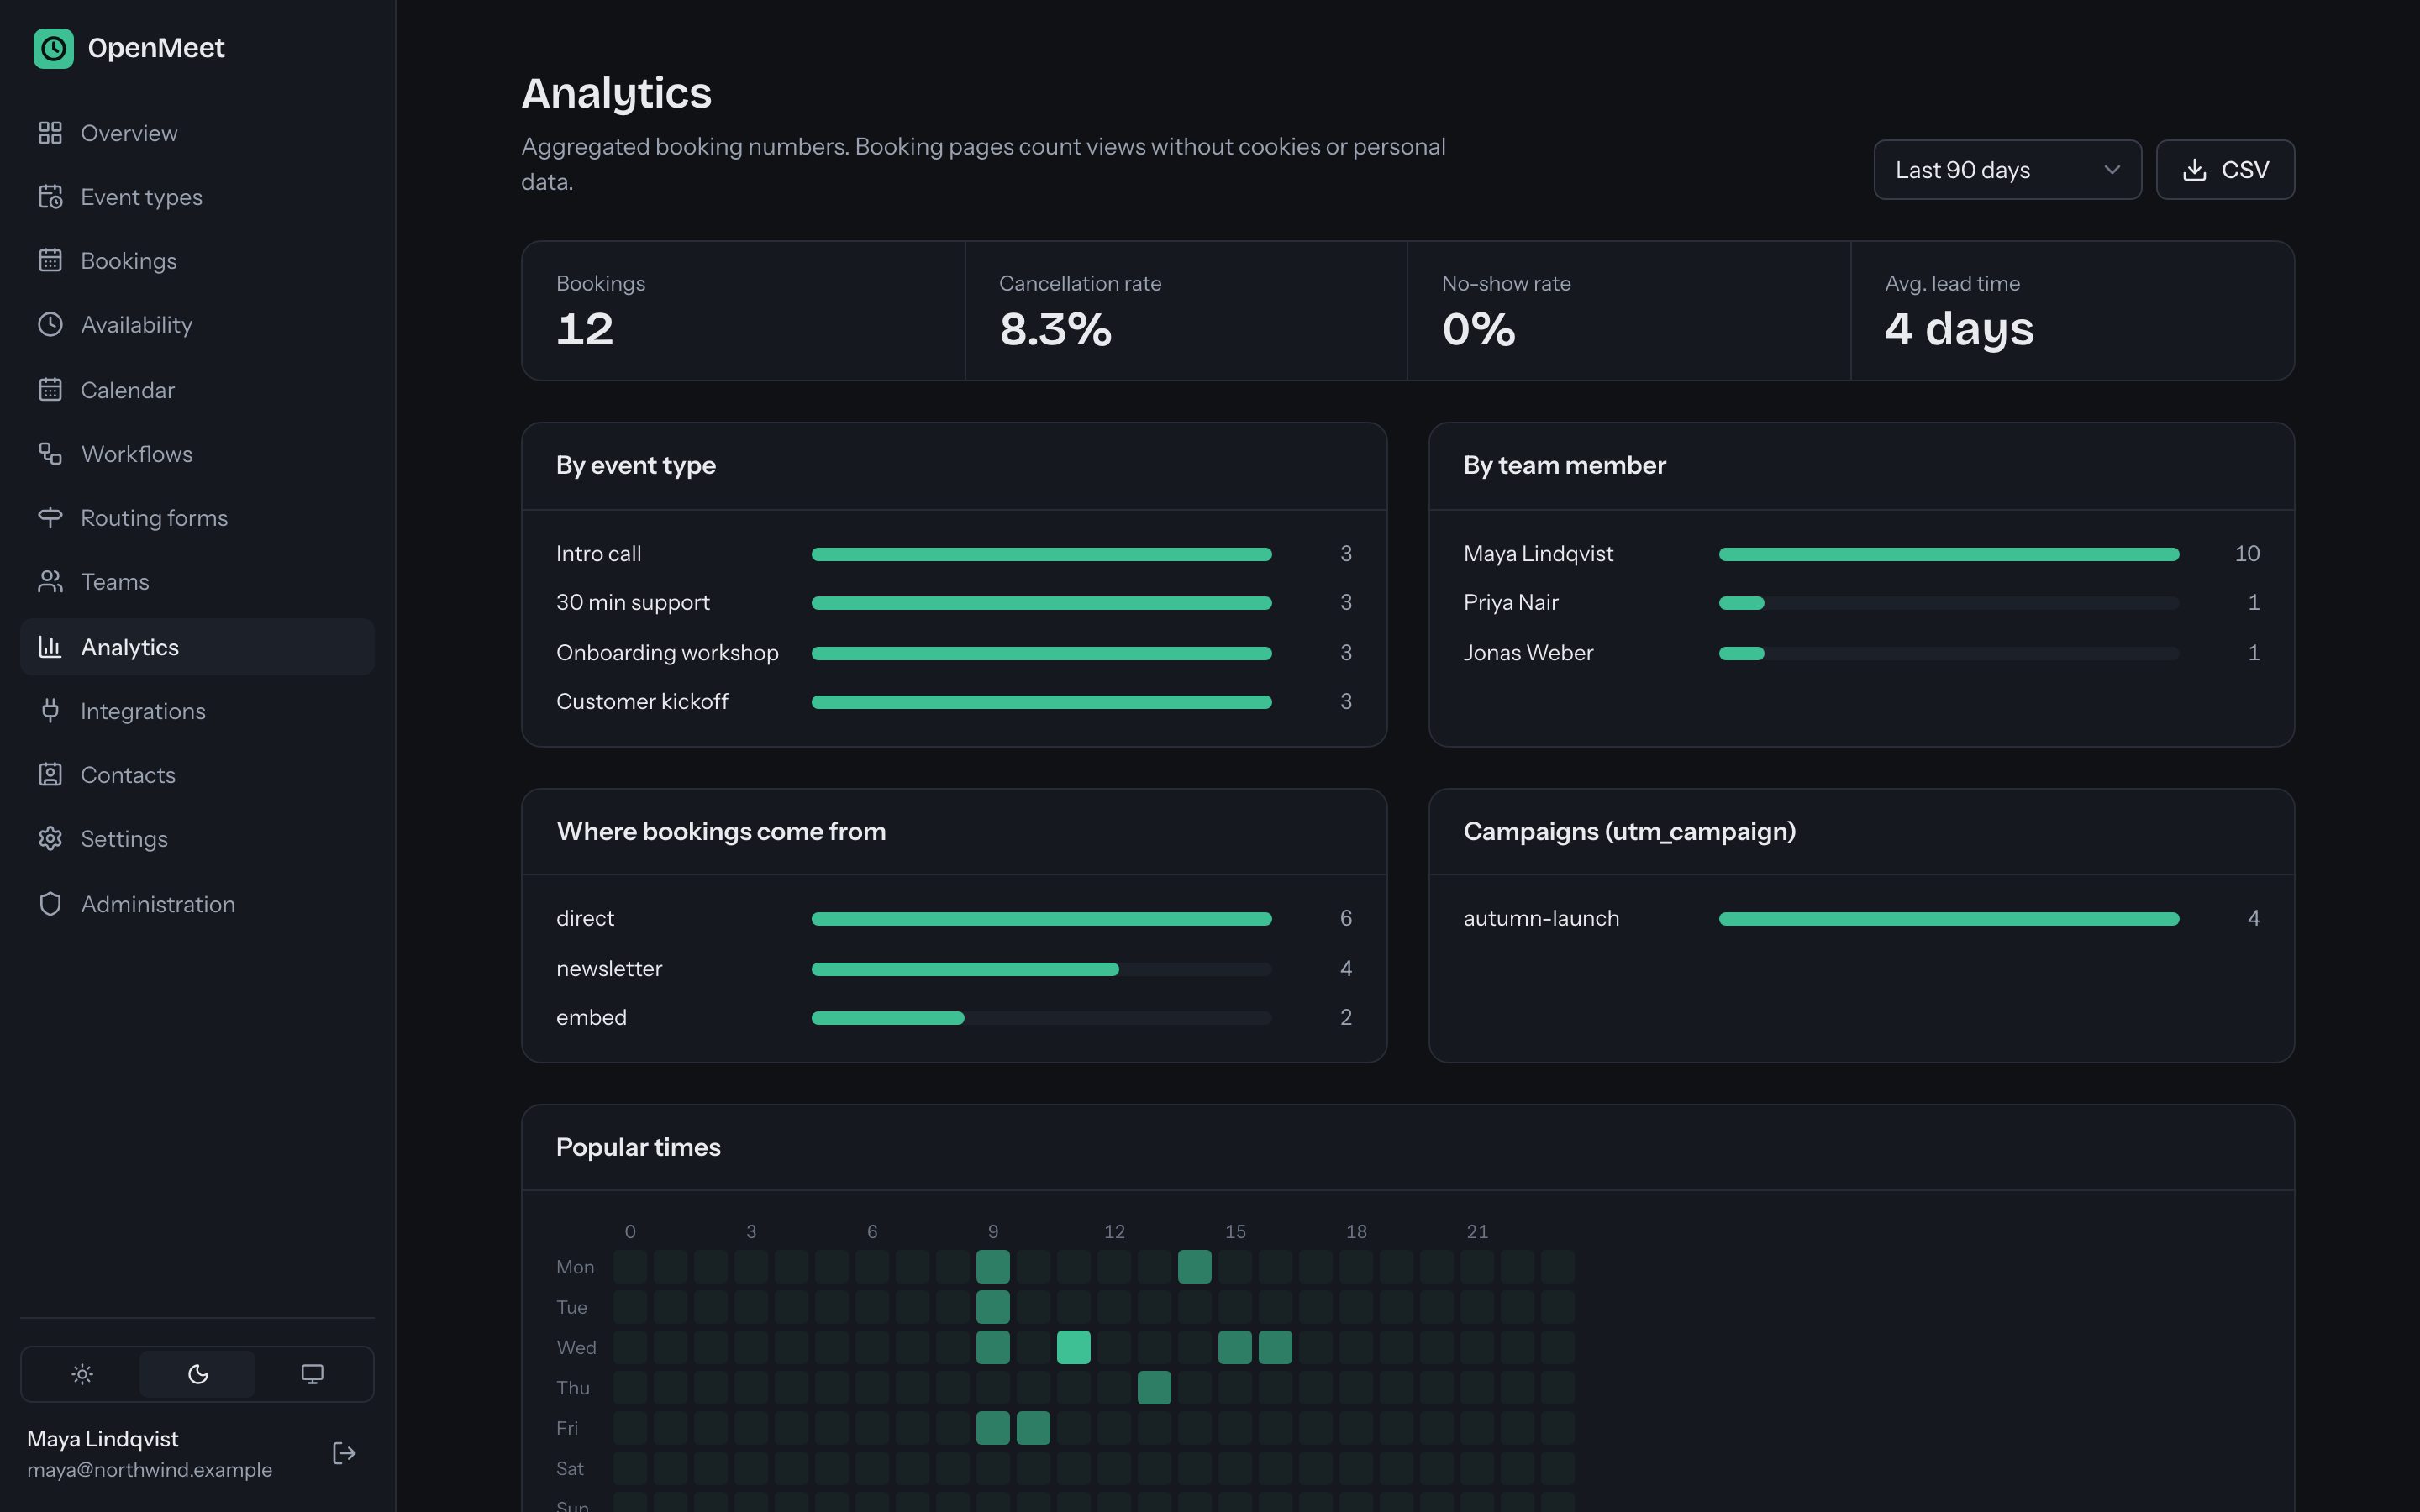 OpenMeet
Overview
Event types
Bookings
Availability
Calendar
Workflows
Routing forms
Teams
Analytics
Integrations
Contacts
Settings
Administration
Maya Lindqvist
maya@northwind.example
Analytics
Aggregated booking numbers. Booking pages count views without cookies or personal
data.
Last 90 days
CSV
Bookings
12
Cancellation rate
8.3%
No-show rate
0%
Avg. lead time
4 days
By event type
Intro call 3
30 min support 3
Onboarding workshop 3
Customer kickoff 3
By team member
Maya Lindqvist 10
Priya Nair 1
Jonas Weber 1
Where bookings come from
direct 6
newsletter 4
embed 2
Campaigns (utm_campaign)
autumn-launch 4
Popular times
0 3 6 9 12 15 18 21
Mon
Tue
Wed
Thu
Fri
Sat
Sun